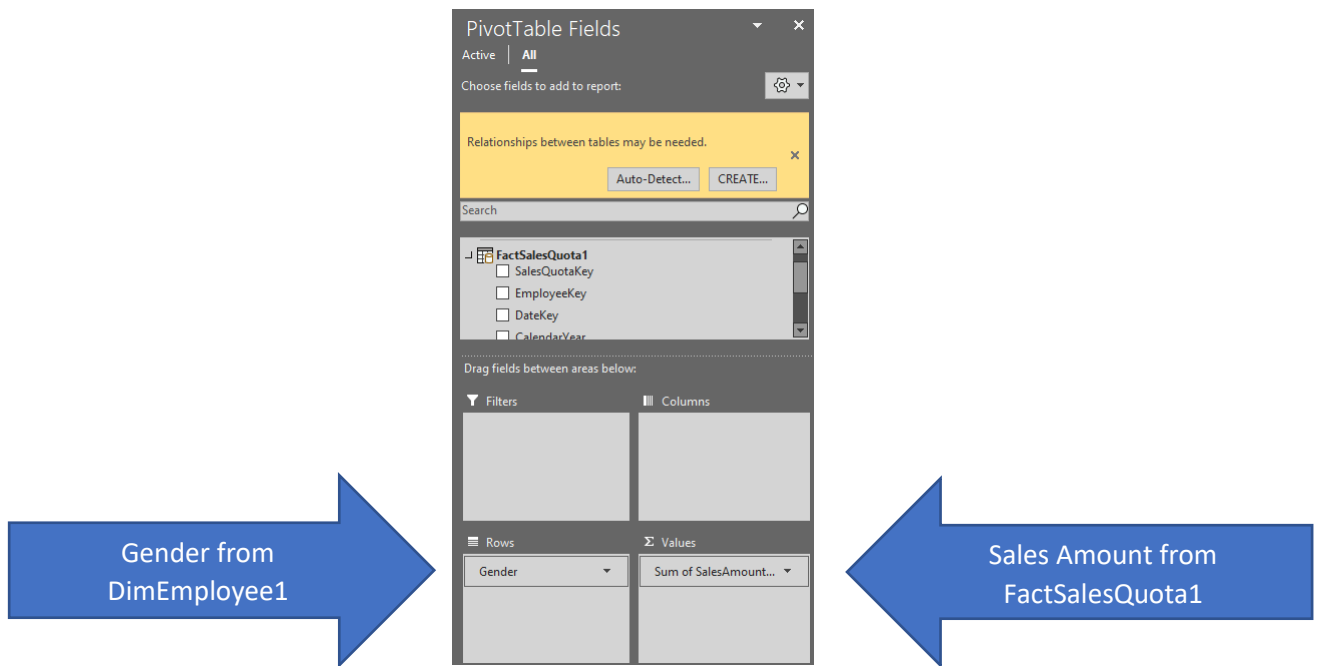 PivotTable Fields
Active All
Choose fields to add to report:
Relationships between tables may be needed.
Auto-Detect... CREATE...
Search
FactSalesQuota1
SalesQuotaKey
EmployeeKey
DateKey
CalendarYear
Drag fields between areas below:
Filters Columns
Rows Σ Values
Gender Sum of SalesAmount...
Gender from
DimEmployee1
Sales Amount from
FactSalesQuota1